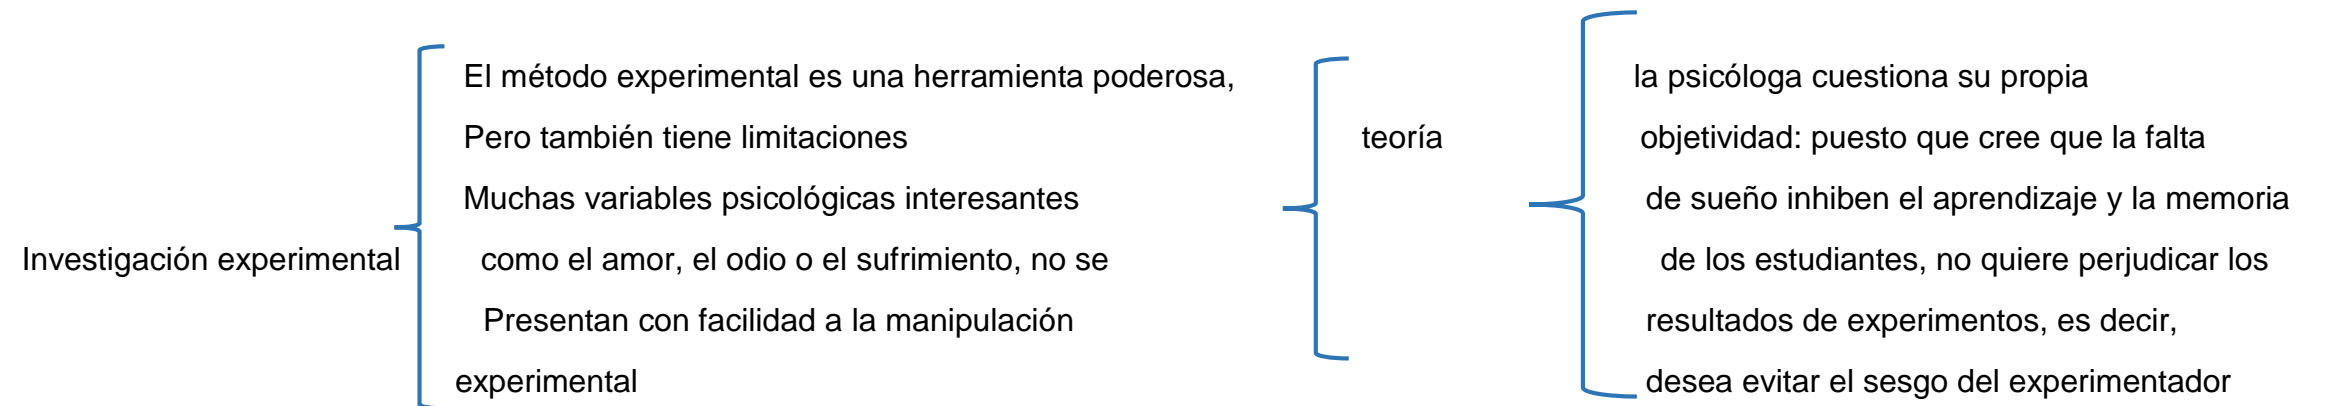 Investigación experimental
El método experimental es una herramienta poderosa,
Pero también tiene limitaciones
Muchas variables psicológicas interesantes
como el amor, el odio o el sufrimiento, no se
Presentan con facilidad a la manipulación
experimental
teoría
la psicóloga cuestiona su propia
objetividad: puesto que cree que la falta
de sueño inhiben el aprendizaje y la memoria
de los estudiantes, no quiere perjudicar los
resultados de experimentos, es decir,
desea evitar el sesgo del experimentador